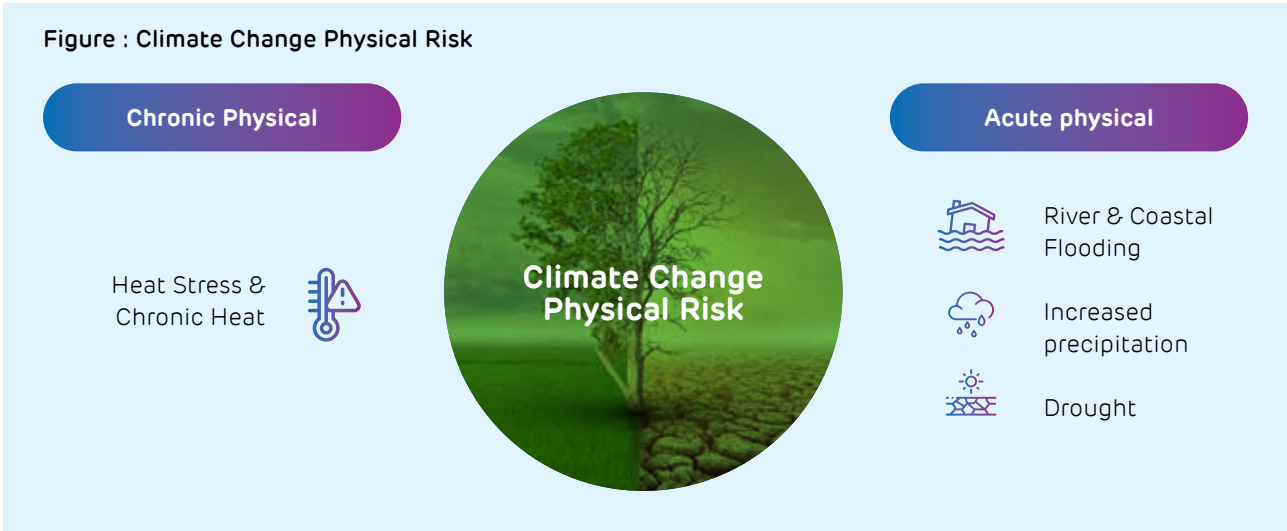 Figure : Climate Change Physical Risk
Chronic Physical
Heat Stress &
Chronic Heat
Climate Change
Physical Risk
Acute physical
River & Coastal
Flooding
Increased
precipitation
Drought